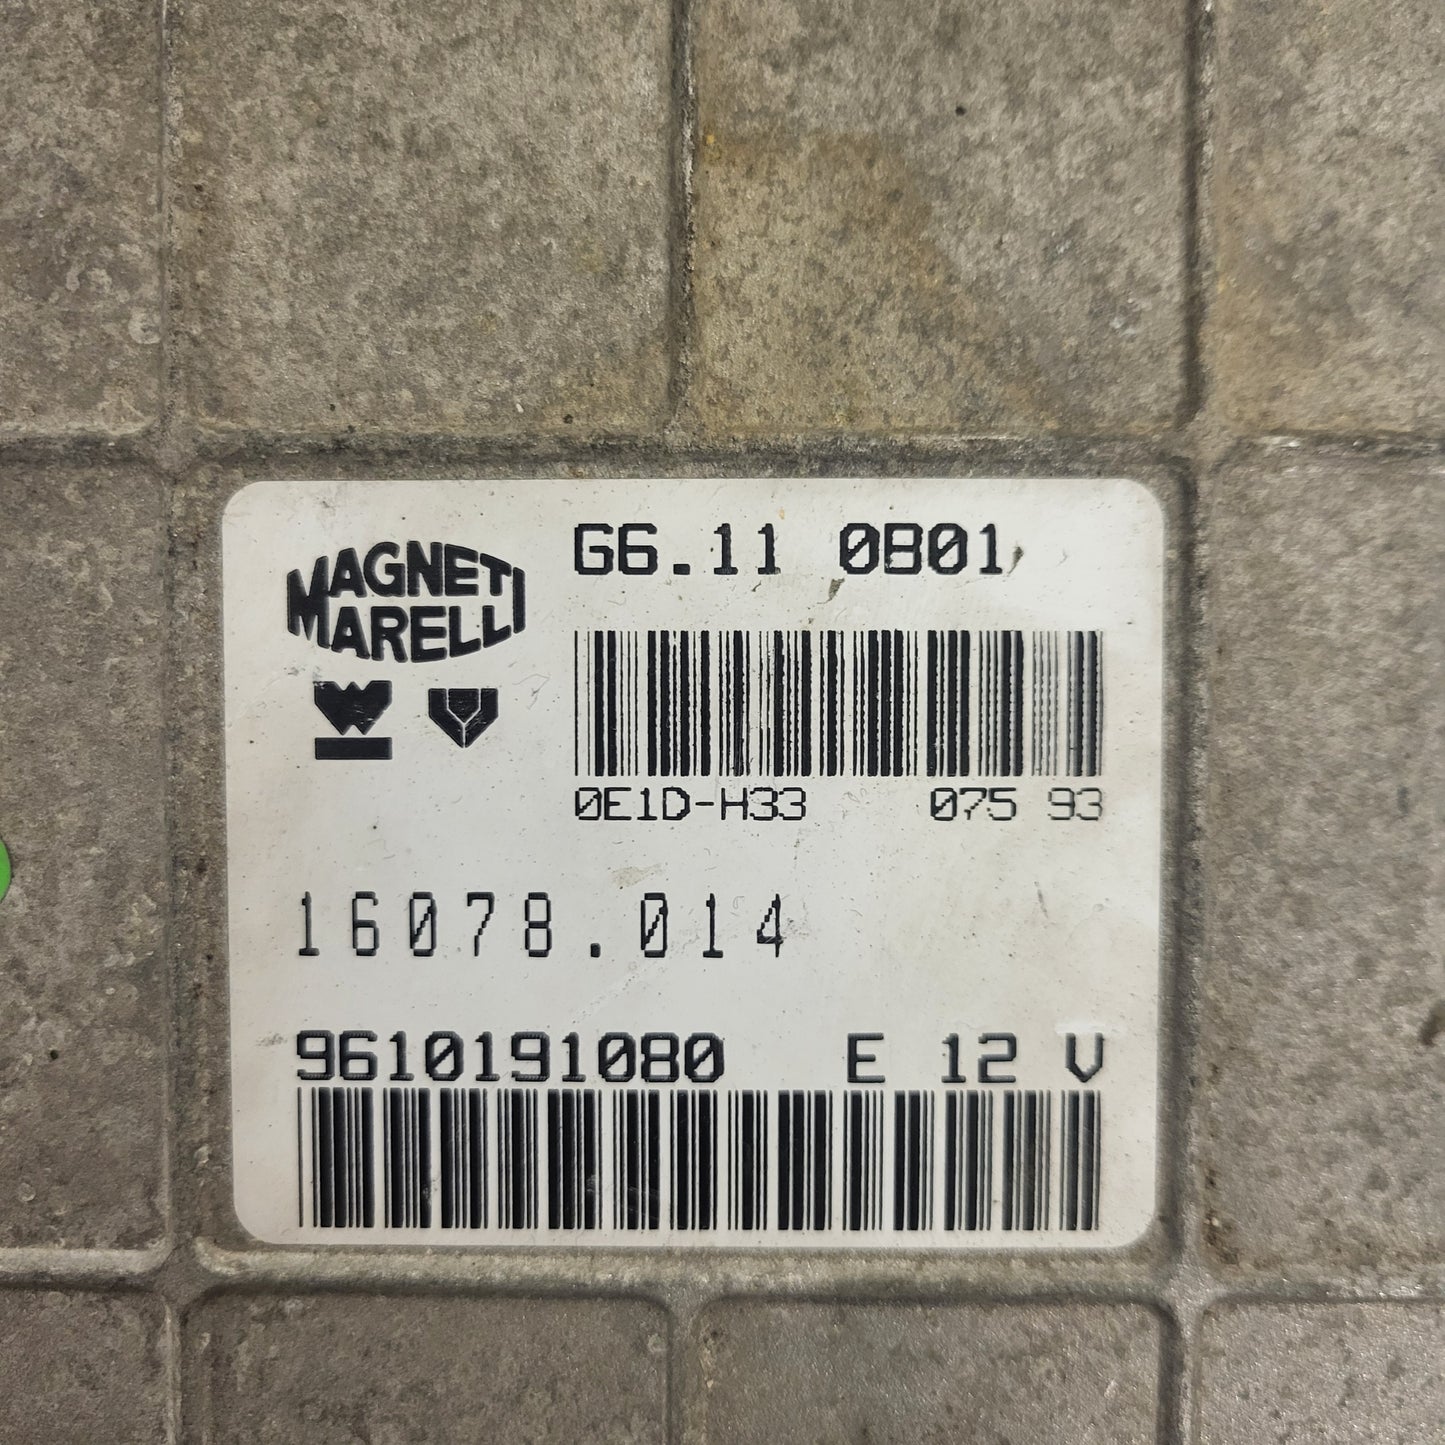 MAGNETI
MARELLI
G6.11 0B01
0E1D-H33 075 93
16078.014
9610191080 E 12 V